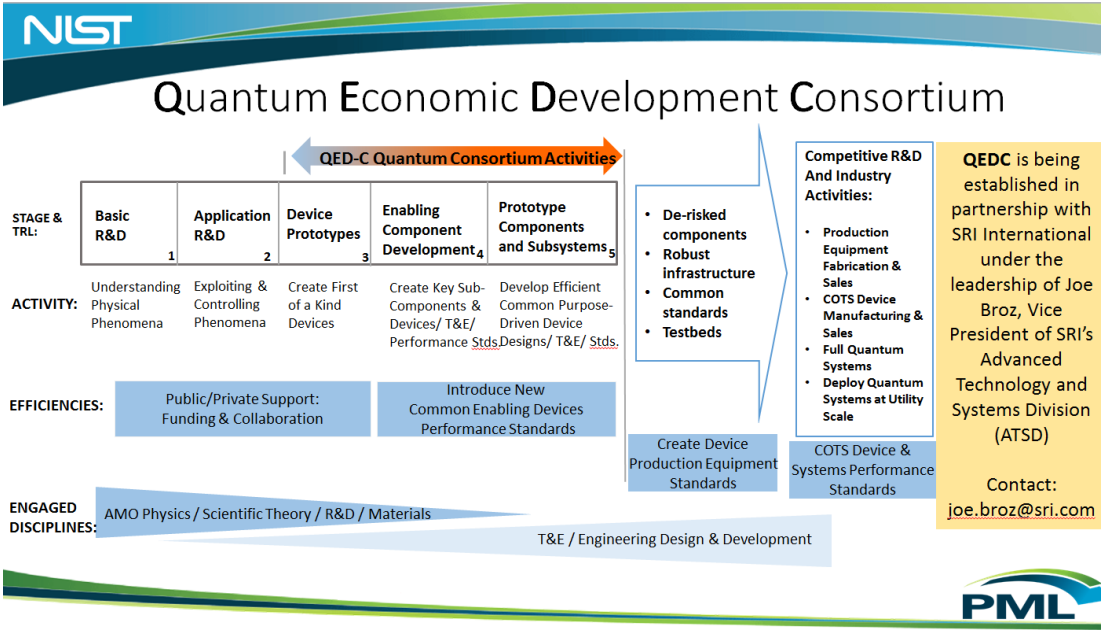 NIST
Quantum Economic Development Consortium
QED-C Quantum Consortium Activities
STAGE &
TRL:
Basic
R&D
1
Application
R&D
2
Device
Prototypes
3
Enabling
Component
Development
4
Prototype
Components
and Subsystems
5
ACTIVITY:
Understanding
Physical
Phenomena
Exploiting &
Controlling
Phenomena
Create First
of a Kind
Devices
Create Key Sub-
Components &
Devices/ T&E/
Performance Stds.
Develop Efficient
Common Purpose-
Driven Device
Designs/ T&E/ Stds.
EFFICIENCIES:
Public/Private Support:
Funding & Collaboration
Introduce New
Common Enabling Devices
Performance Standards
• De-risked
components
• Robust
infrastructure
• Common
standards
• Testbeds
Create Device
Production Equipment
Standards
Competitive R&D
And Industry
Activities:
• Production
Equipment
Fabrication &
Sales
• COTS Device
Manufacturing &
Sales
• Full Quantum
Systems
• Deploy Quantum
Systems at Utility
Scale
COTS Device &
Systems Performance
Standards
QEDC is being
established in
partnership with
SRI International
under the
leadership of Joe
Broz, Vice
President of SRI’s
Advanced
Technology and
Systems Division
(ATSD)
Contact:
joe.broz@sri.com
ENGAGED
DISCIPLINES:
AMO Physics / Scientific Theory / R&D / Materials
T&E / Engineering Design & Development
PML